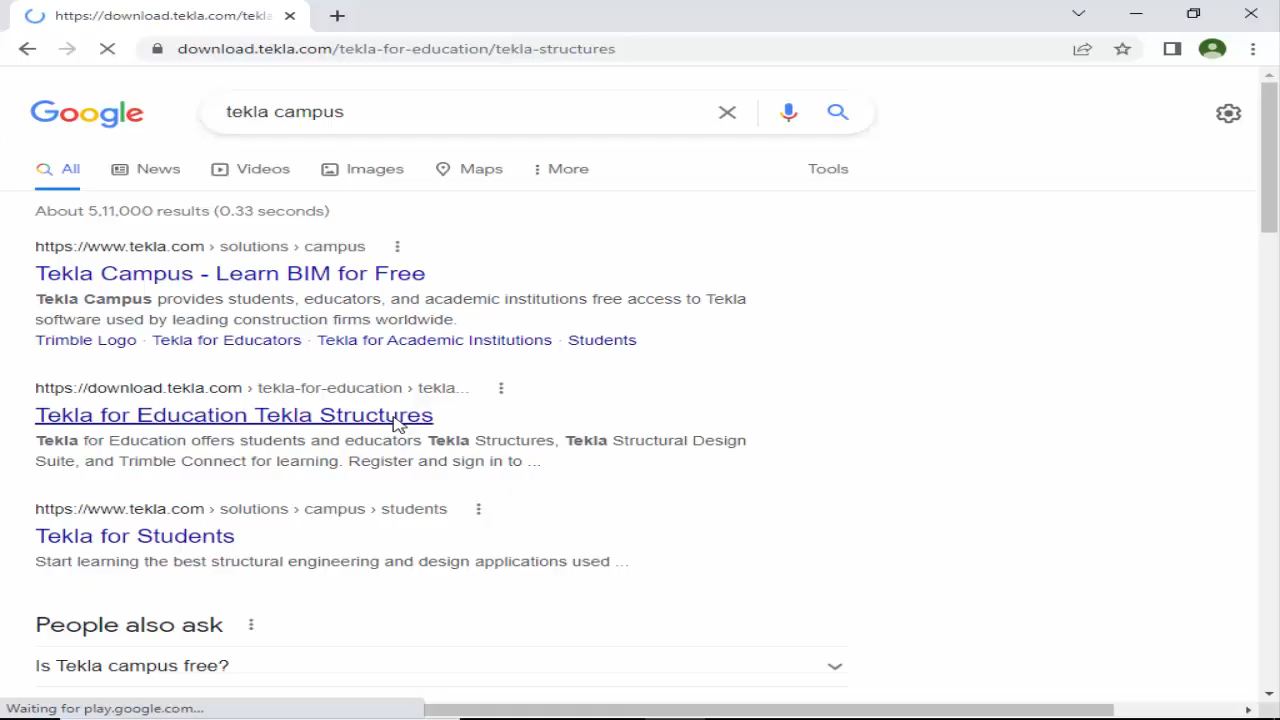 https://download.tekla.com/tekla
download.tekla.com/tekla-for-education/tekla-structures
Google
tekla campus
All
News
Videos
Images
Maps
More
Tools
About 5,11,000 results (0.33 seconds)
https://www.tekla.com › solutions › campus
Tekla Campus - Learn BIM for Free
Tekla Campus provides students, educators, and academic institutions free access to Tekla
software used by leading construction firms worldwide.
Trimble Logo · Tekla for Educators · Tekla for Academic Institutions · Students
https://download.tekla.com › tekla-for-education › tekla...
Tekla for Education Tekla Structures
Tekla for Education offers students and educators Tekla Structures, Tekla Structural Design
Suite, and Trimble Connect for learning. Register and sign in to ...
https://www.tekla.com › solutions › campus › students
Tekla for Students
Start learning the best structural engineering and design applications used ...
People also ask
Is Tekla campus free?
Waiting for play.google.com...